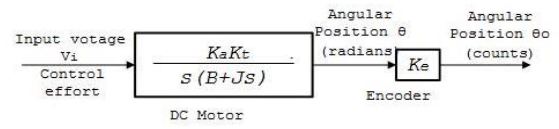 Input votage
Vi
Control
effort
KaKt
s(B+Js)
DC Motor
Angular
Position θ
(radians)
Ke
Encoder
Angular
Position θo
(counts)